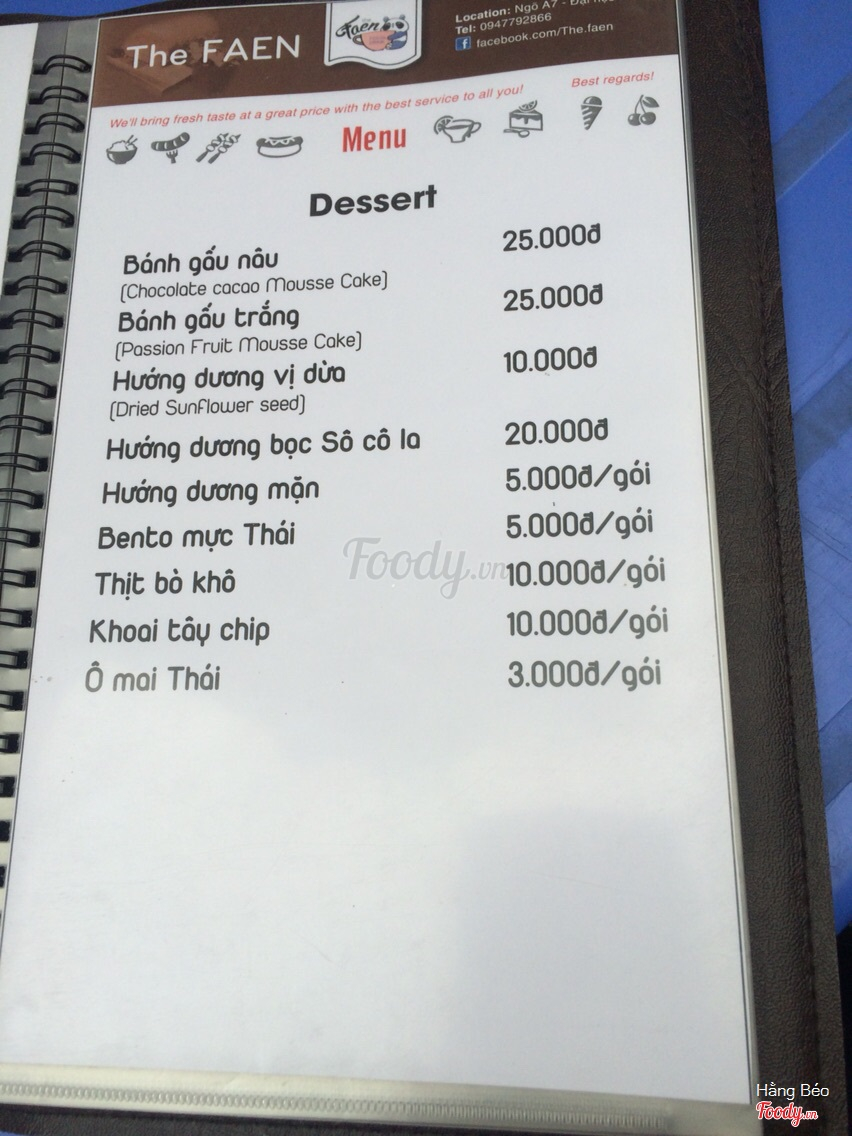 The FAEN
Faen
Location: Ngõ A7 - Đại
Tel: 0947792866
facebook.com/The.faen
We'll bring fresh taste at a great price with the best service to all you!
Best regards!
Menu
Dessert
Bánh gấu nâu 25.000đ
(Chocolate cacao Mousse Cake)
Bánh gấu trắng 25.000đ
(Passion Fruit Mousse Cake)
Hướng dương vị dừa 10.000đ
(Dried Sunflower seed)
Hướng dương bọc Sô cô la 20.000đ
Hướng dương mặn 5.000đ/gói
Bento mực Thái 5.000đ/gói
Thịt bò khô 10.000đ/gói
Khoai tây chip 10.000đ/gói
Ô mai Thái 3.000đ/gói
Foody.vn
Hằng Béo
Foody.vn